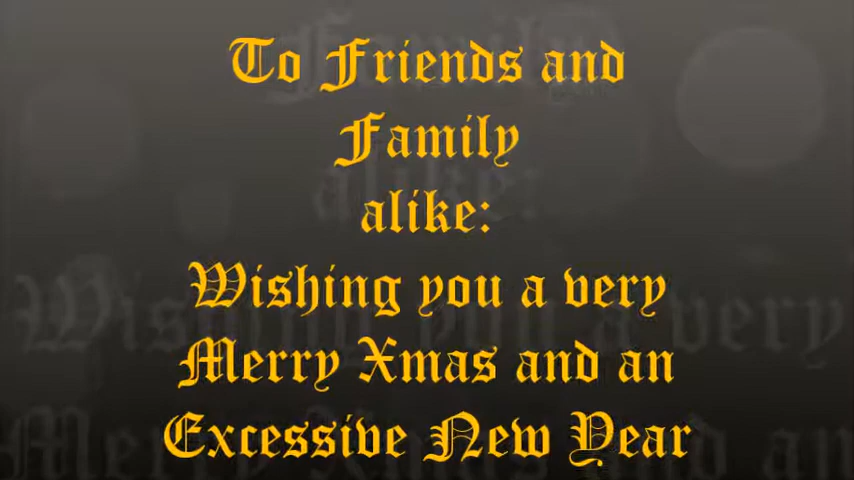 To Friends and
Family
alike:
Wishing you a very
Merry Xmas and an
Excessive New Year